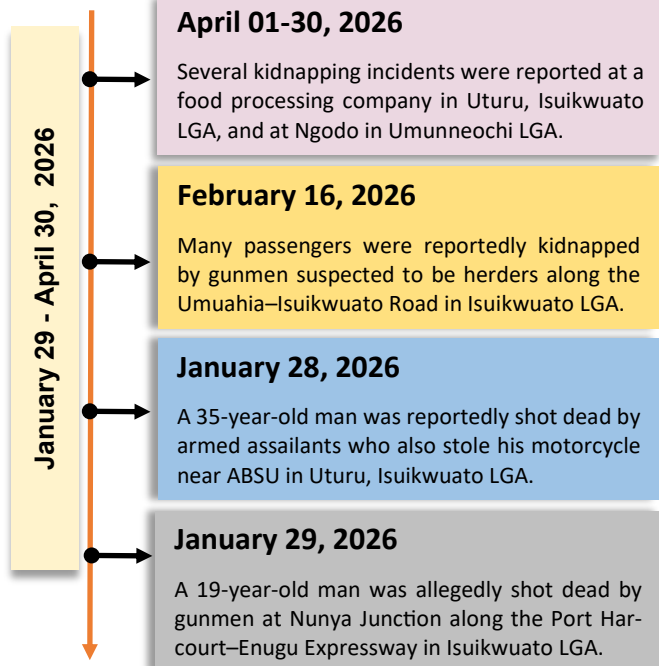 January 29 - April 30, 2026
April 01-30, 2026
Several kidnapping incidents were reported at a
food processing company in Uturu, Isuikwuato
LGA, and at Ngodo in Umunneochi LGA.
February 16, 2026
Many passengers were reportedly kidnapped
by gunmen suspected to be herders along the
Umuahia–Isuikwuato Road in Isuikwuato LGA.
January 28, 2026
A 35-year-old man was reportedly shot dead by
armed assailants who also stole his motorcycle
near ABSU in Uturu, Isuikwuato LGA.
January 29, 2026
A 19-year-old man was allegedly shot dead by
gunmen at Nunya Junction along the Port Har-
court–Enugu Expressway in Isuikwuato LGA.